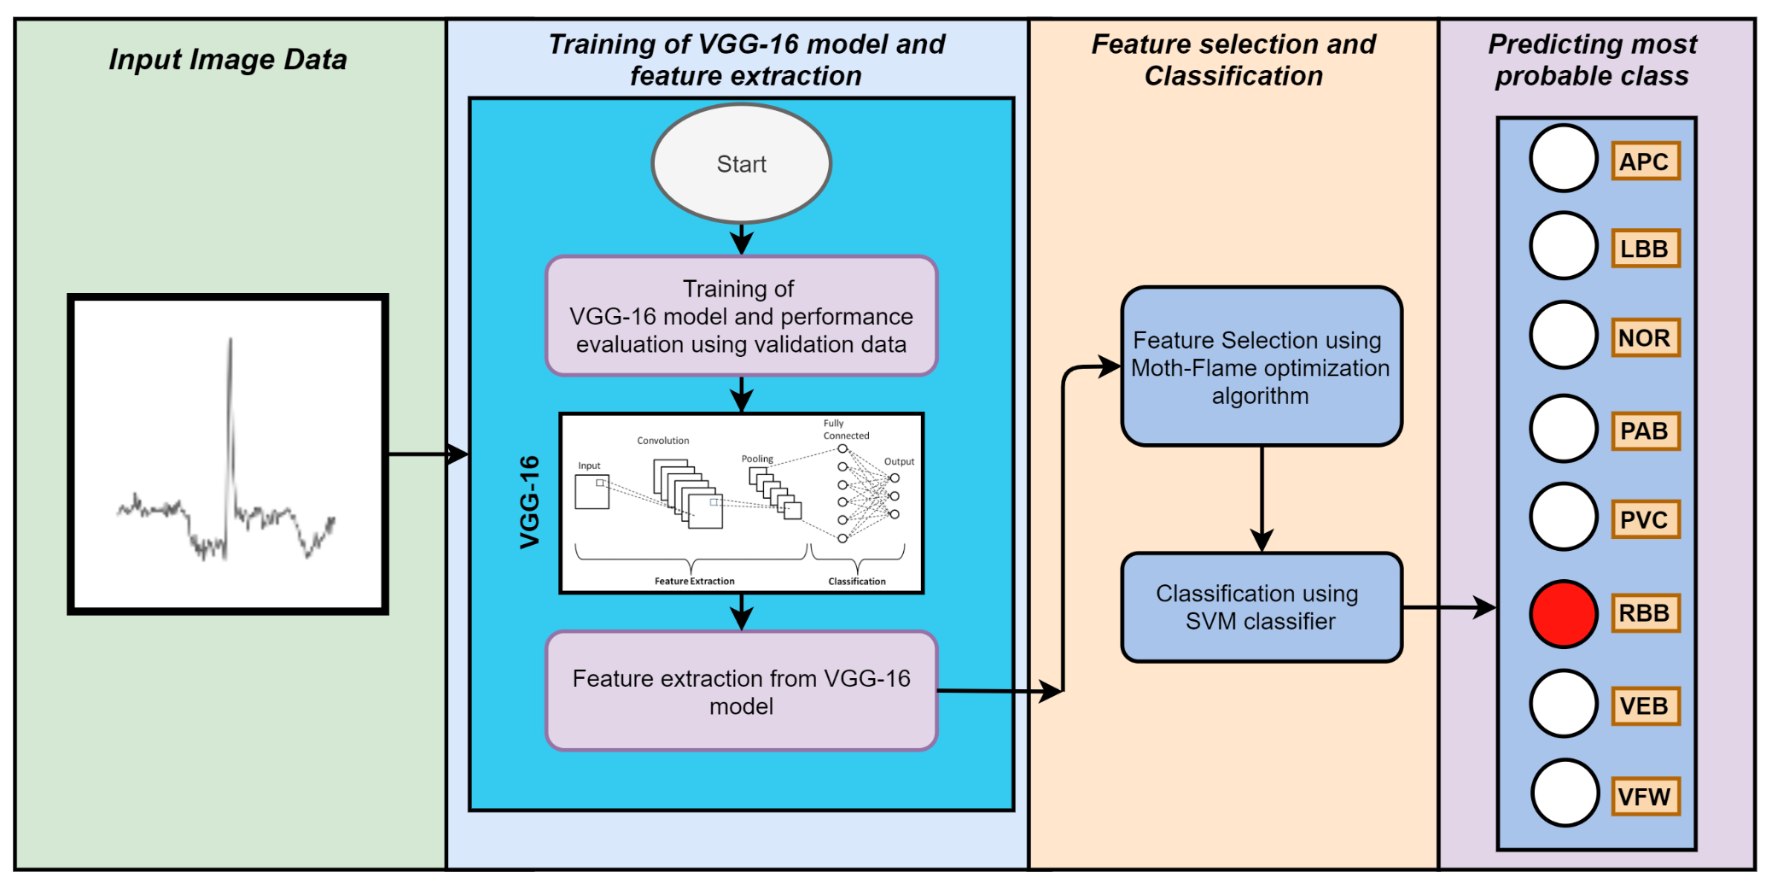 Input Image Data
Training of VGG-16 model and
feature extraction
Start
Training of
VGG-16 model and performance
evaluation using validation data
VGG-16
Input
Convolution
Pooling
Fully
Connected
Output
Feature Extraction
Classification
Feature extraction from VGG-16
model
Feature selection and
Classification
Feature Selection using
Moth-Flame optimization
algorithm
Classification using
SVM classifier
Predicting most
probable class
APC
LBB
NOR
PAB
PVC
RBB
VEB
VFW